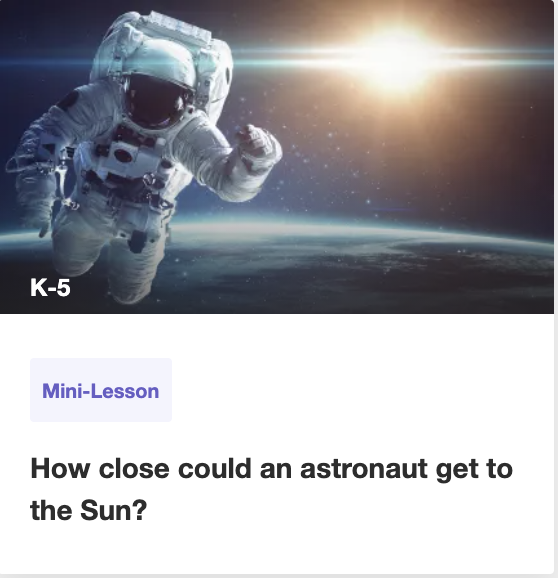 K-5
Mini-Lesson
How close could an astronaut get to
the Sun?